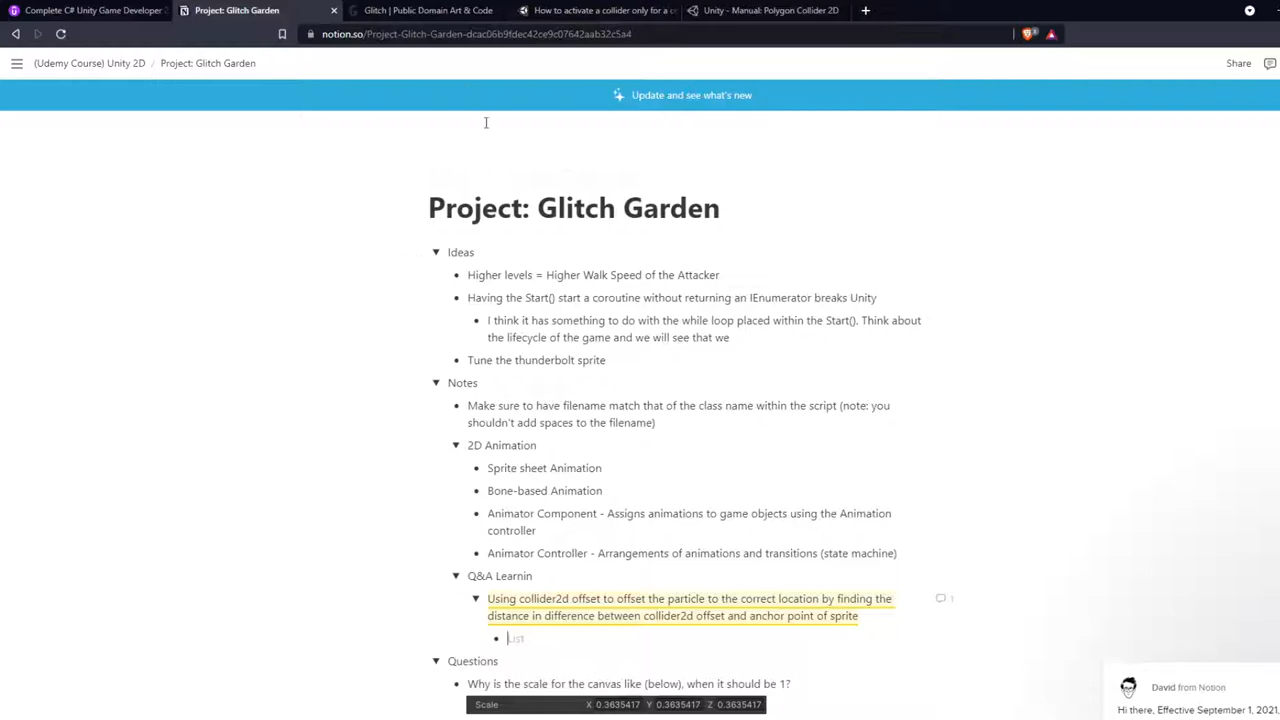 Complete C# Unity Game Developer
Project: Glitch Garden
Glitch | Public Domain Art & Code
How to activate a collider only for a ce
Unity - Manual: Polygon Collider 2D
notion.so/Project-Glitch-Garden-dcac06b9fdec42ce9c07642aab32c5a4
(Udemy Course) Unity 2D / Project: Glitch Garden
Share
Update and see what's new
Project: Glitch Garden
Ideas
Higher levels = Higher Walk Speed of the Attacker
Having the Start() start a coroutine without returning an IEnumerator breaks Unity
I think it has something to do with the while loop placed within the Start(). Think about
the lifecycle of the game and we will see that we
Tune the thunderbolt sprite
Notes
Make sure to have filename match that of the class name within the script (note: you
shouldn't add spaces to the filename)
2D Animation
Sprite sheet Animation
Bone-based Animation
Animator Component - Assigns animations to game objects using the Animation
controller
Animator Controller - Arrangements of animations and transitions (state machine)
Q&A Learnin
Using collider2d offset to offset the particle to the correct location by finding the
1
distance in difference between collider2d offset and anchor point of sprite
List
Questions
Why is the scale for the canvas like (below), when it should be 1?
Scale X 0.3635417 Y 0.3635417 Z 0.3635417
David from Notion
Hi there, Effective September 1, 2021,